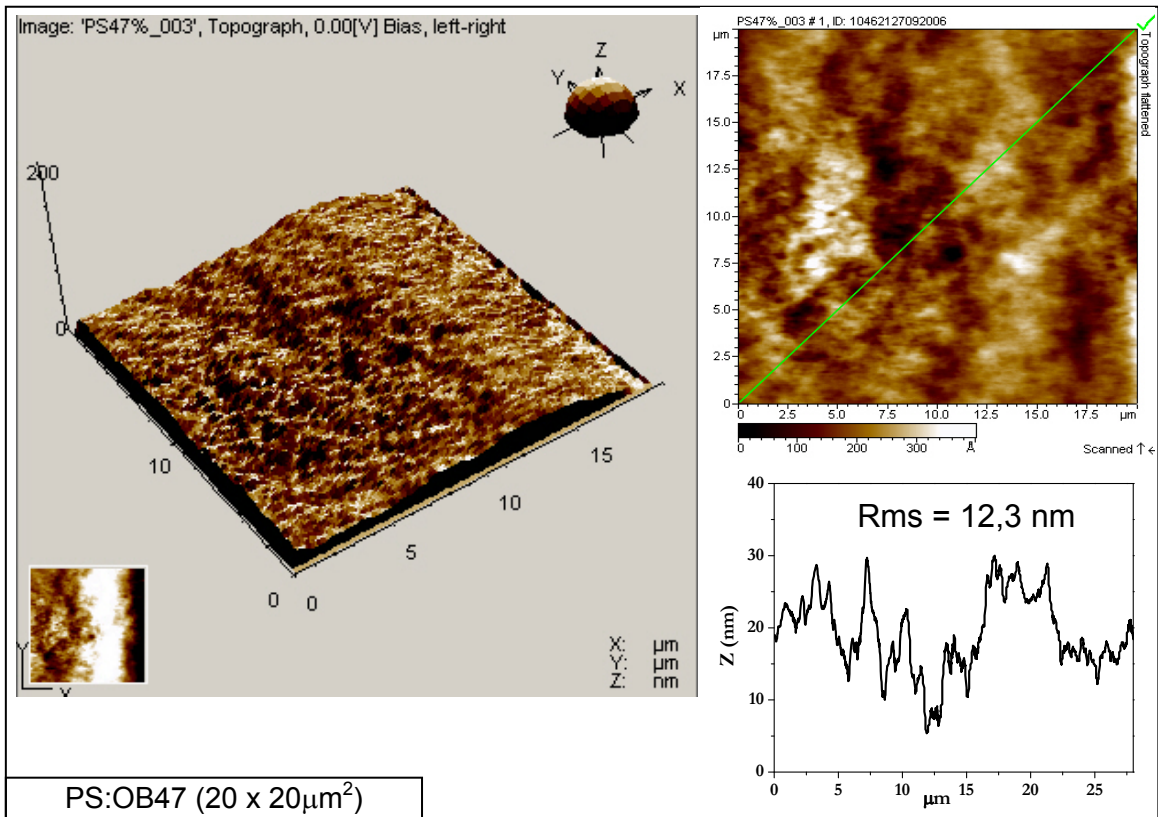 Image: 'PS47%_003', Topograph, 0.00[V] Bias, left-right
Z
Y
X
200
0
10
15
10
5
0 0
Y
X
X: µm
Y: µm
Z: nm
PS47%_003 # 1, ID: 10462127092006
µm
17.5
15.0
12.5
10.0
7.5
5.0
2.5
0
0 2.5 5.0 7.5 10.0 12.5 15.0 17.5 µm
Topograph flattened
0 100 200 300 Å
Scanned ↑ ←
40
30
20
10
0
Z (nm)
Rms = 12,3 nm
0 5 10 15 20 25
µm
PS:OB47 (20 x 20µm²)